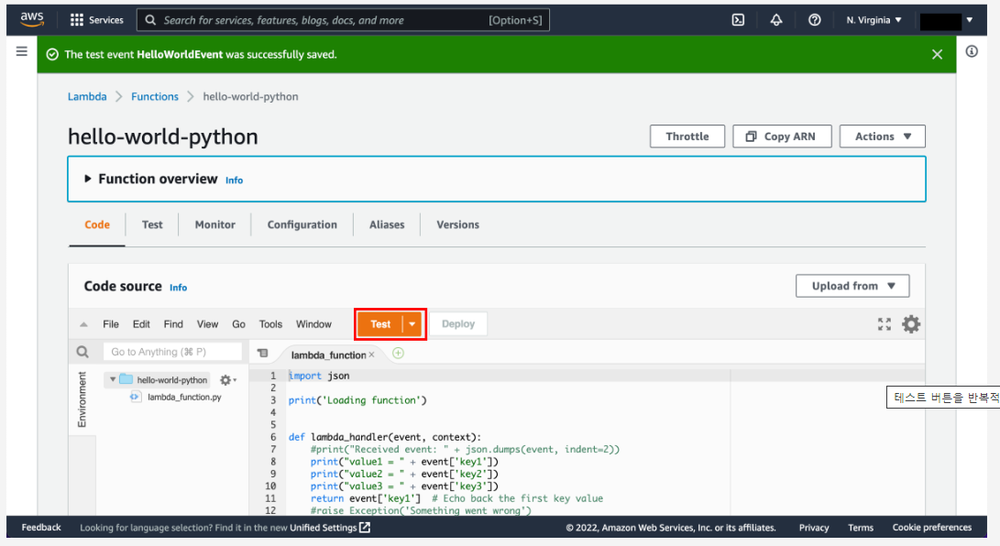 aws Services Search for services, features, blogs, docs, and more [Option+S] N. Virginia
The test event HelloWorldEvent was successfully saved.
Lambda > Functions > hello-world-python
hello-world-python Throttle Copy ARN Actions
Function overview Info
Code Test Monitor Configuration Aliases Versions
Code source Info Upload from
File Edit Find View Go Tools Window Test Deploy
Go to Anything (⌘ P) lambda_function
Environment
hello-world-python
lambda_function.py
1 import json
2
3 print('Loading function')
4
5
6 def lambda_handler(event, context):
7 #print("Received event: " + json.dumps(event, indent=2))
8 print("value1 = " + event['key1'])
9 print("value2 = " + event['key2'])
10 print("value3 = " + event['key3'])
11 return event['key1'] # Echo back the first key value
12 #raise Exception('Something went wrong')
테스트 버튼을 반복적
Feedback Looking for language selection? Find it in the new Unified Settings © 2022, Amazon Web Services, Inc. or its affiliates. Privacy Terms Cookie preferences